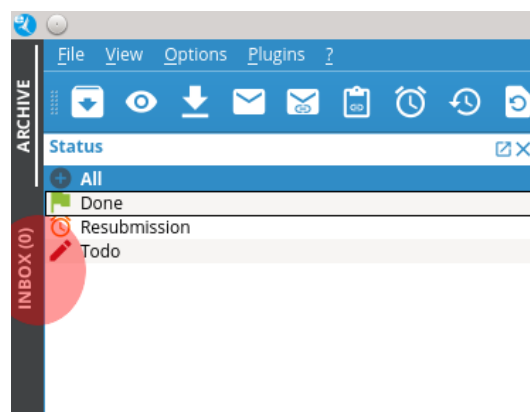 File View Options Plugins ?
ARCHIVE
Status
All
Done
Resubmission
Todo
INBOX (0)